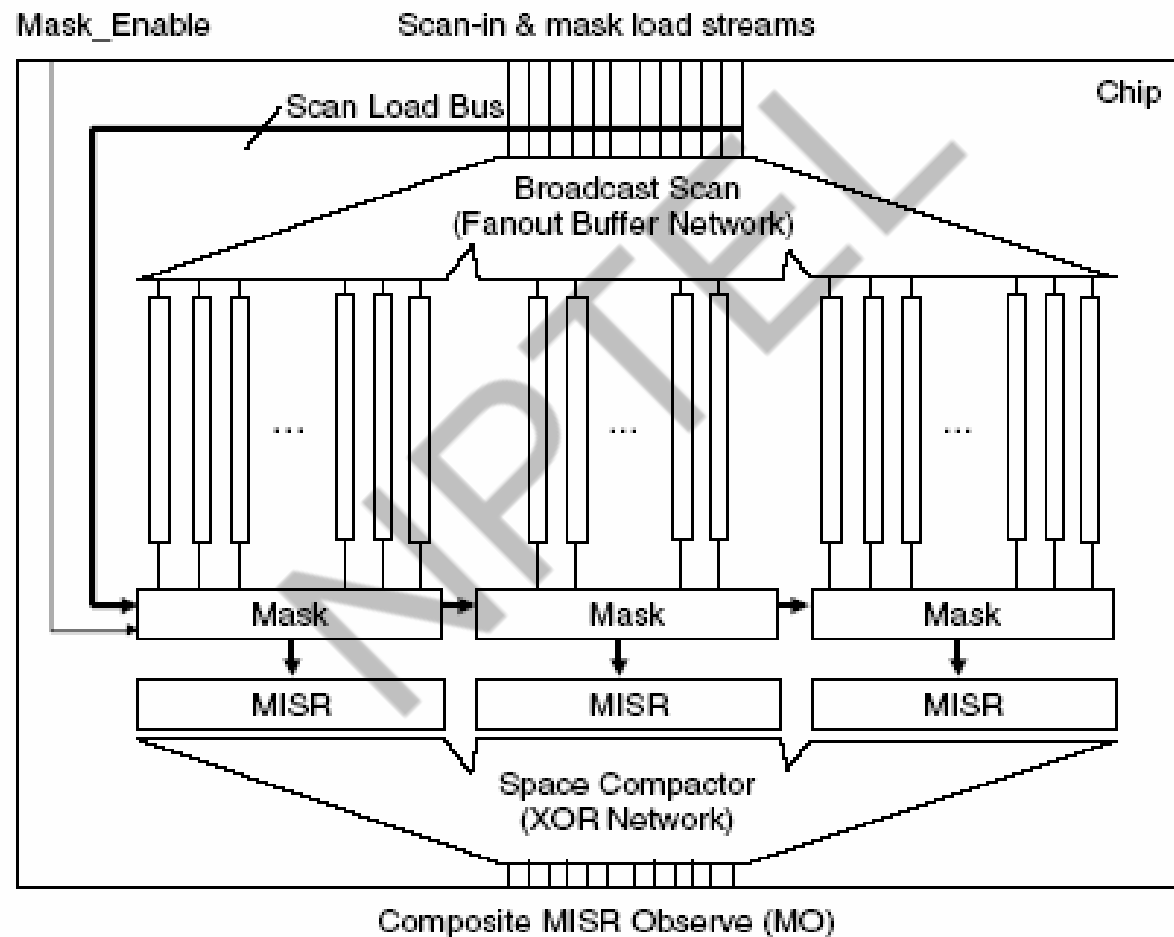 Mask_Enable
Scan-in & mask load streams
Chip
Scan Load Bus
Broadcast Scan
(Fanout Buffer Network)
...
...
...
Mask
Mask
Mask
MISR
MISR
MISR
Space Compactor
(XOR Network)
Composite MISR Observe (MO)
NPTEL